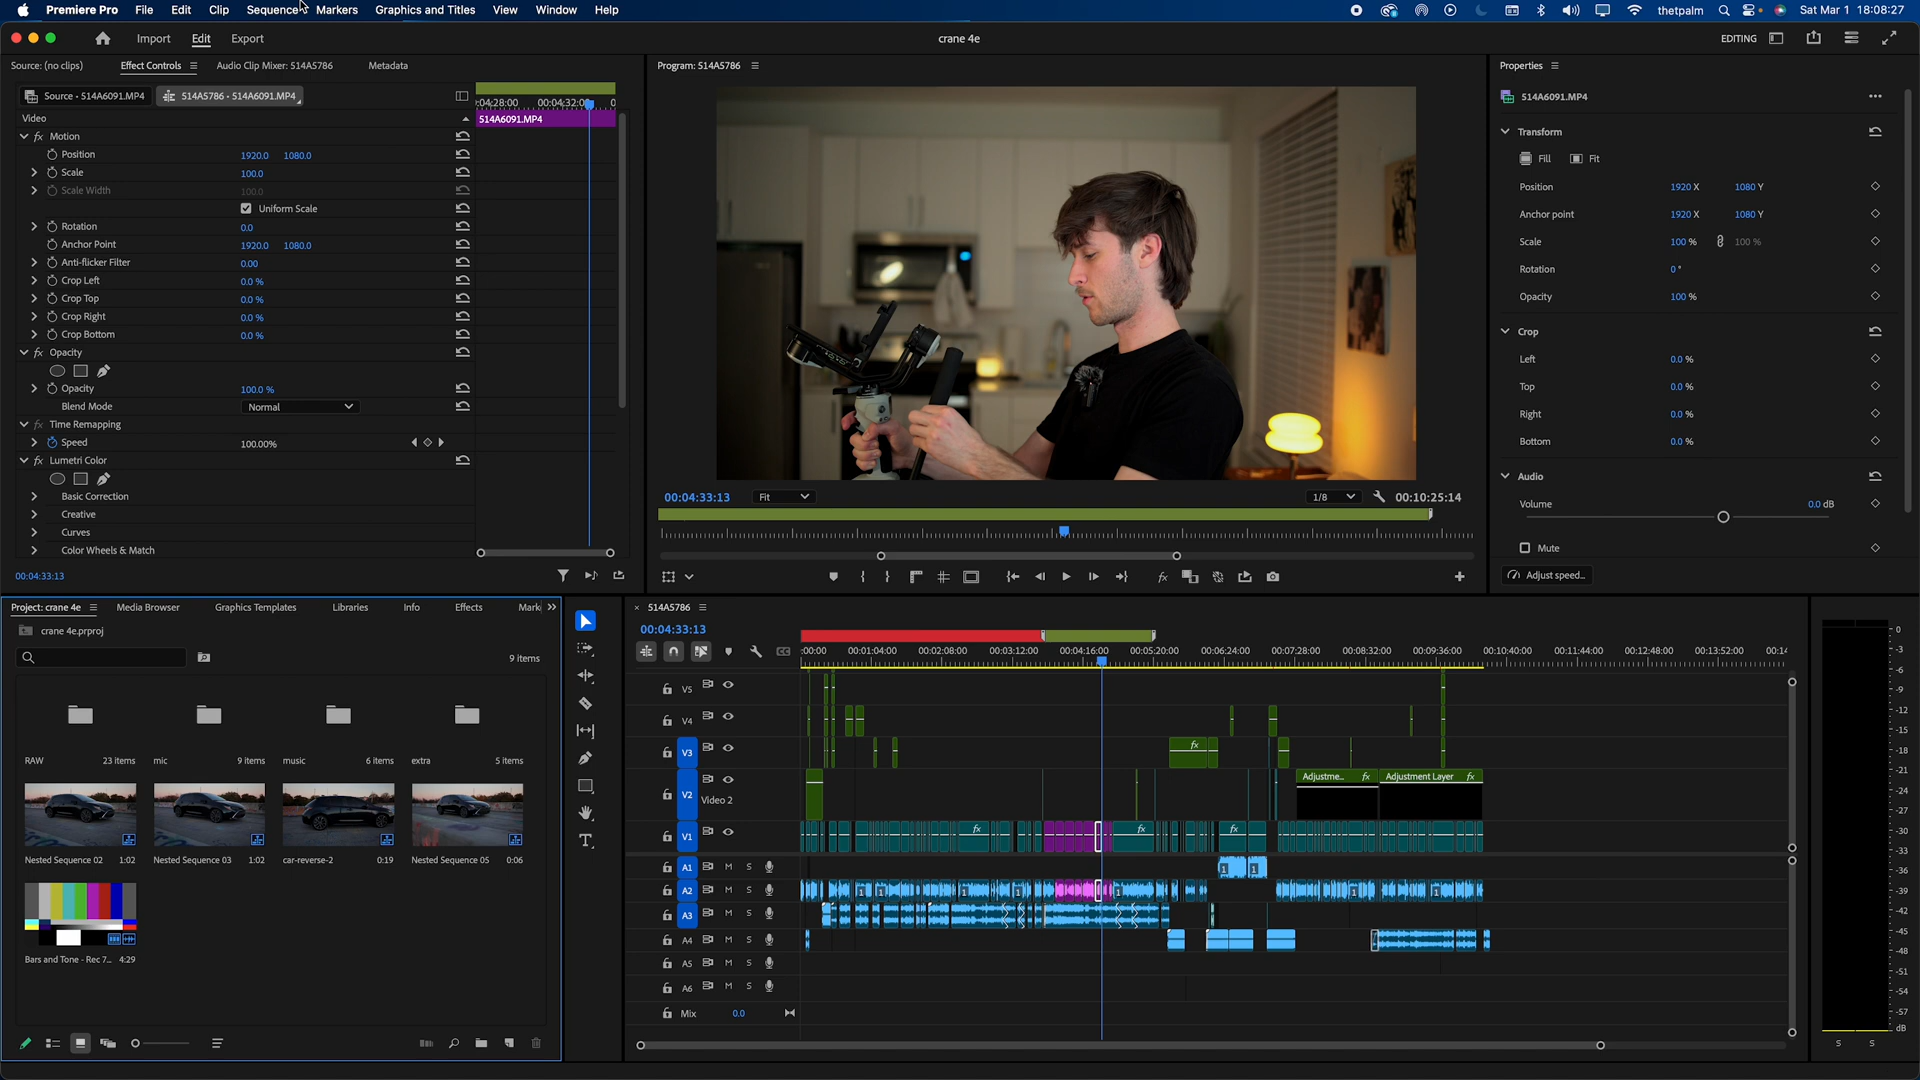 Premiere Pro File Edit Clip Sequence Markers Graphics and Titles View Window Help thetpalm Sat Mar 1 18:08:27
Import Edit Export crane 4e EDITING
Source: (no clips) Effect Controls Audio Clip Mixer: 514A5786 Metadata
Source • 514A6091.MP4 514A5786 • 514A6091.MP4
:04:28:00 00:04:32:0 0
Video 514A6091.MP4
fx Motion
Position 1920.0 1080.0
Scale 100.0
Scale Width 100.0
Uniform Scale
Rotation 0.0
Anchor Point 1920.0 1080.0
Anti-flicker Filter 0.00
Crop Left 0.0 %
Crop Top 0.0 %
Crop Right 0.0 %
Crop Bottom 0.0 %
fx Opacity
Opacity 100.0 %
Blend Mode Normal
fx Time Remapping
Speed 100.00%
fx Lumetri Color
Basic Correction
Creative
Curves
Color Wheels & Match
00:04:33:13
Program: 514A5786
00:04:33:13 Fit 1/8 00:10:25:14
fx
Properties
514A6091.MP4
Transform
Fill Fit
Position 1920 X 1080 Y
Anchor point 1920 X 1080 Y
Scale 100 % 100 %
Rotation 0 °
Opacity 100 %
Crop
Left 0.0 %
Top 0.0 %
Right 0.0 %
Bottom 0.0 %
Audio
Volume 0.0 dB
Mute
Adjust speed...
Project: crane 4e Media Browser Graphics Templates Libraries Info Effects Mark
crane 4e.prproj
9 items
RAW 23 items mic 9 items music 6 items extra 5 items
Nested Sequence 02 1:02 Nested Sequence 03 1:02 car-reverse-2 0:19 Nested Sequence 05 0:06
Bars and Tone - Rec 7... 4:29
T
514A5786
00:04:33:13
CC
:00:00 00:01:04:00 00:02:08:00 00:03:12:00 00:04:16:00 00:05:20:00 00:06:24:00 00:07:28:00 00:08:32:00 00:09:36:00 00:10:40:00 00:11:44:00 00:12:48:00 00:13:52:00 00:14
V5
V4
V3 fx
V2 Video 2 Adjustme... fx Adjustment Layer fx
V1 fx fx fx
A1 M S
A2 M S
A3 M S
A4 M S
A5 M S
A6 M S
Mix 0.0
0
-3
-6
-9
-12
-15
-18
-21
-24
-27
-30
-33
-36
-39
-42
-45
-48
-51
-54
-57
dB
S S